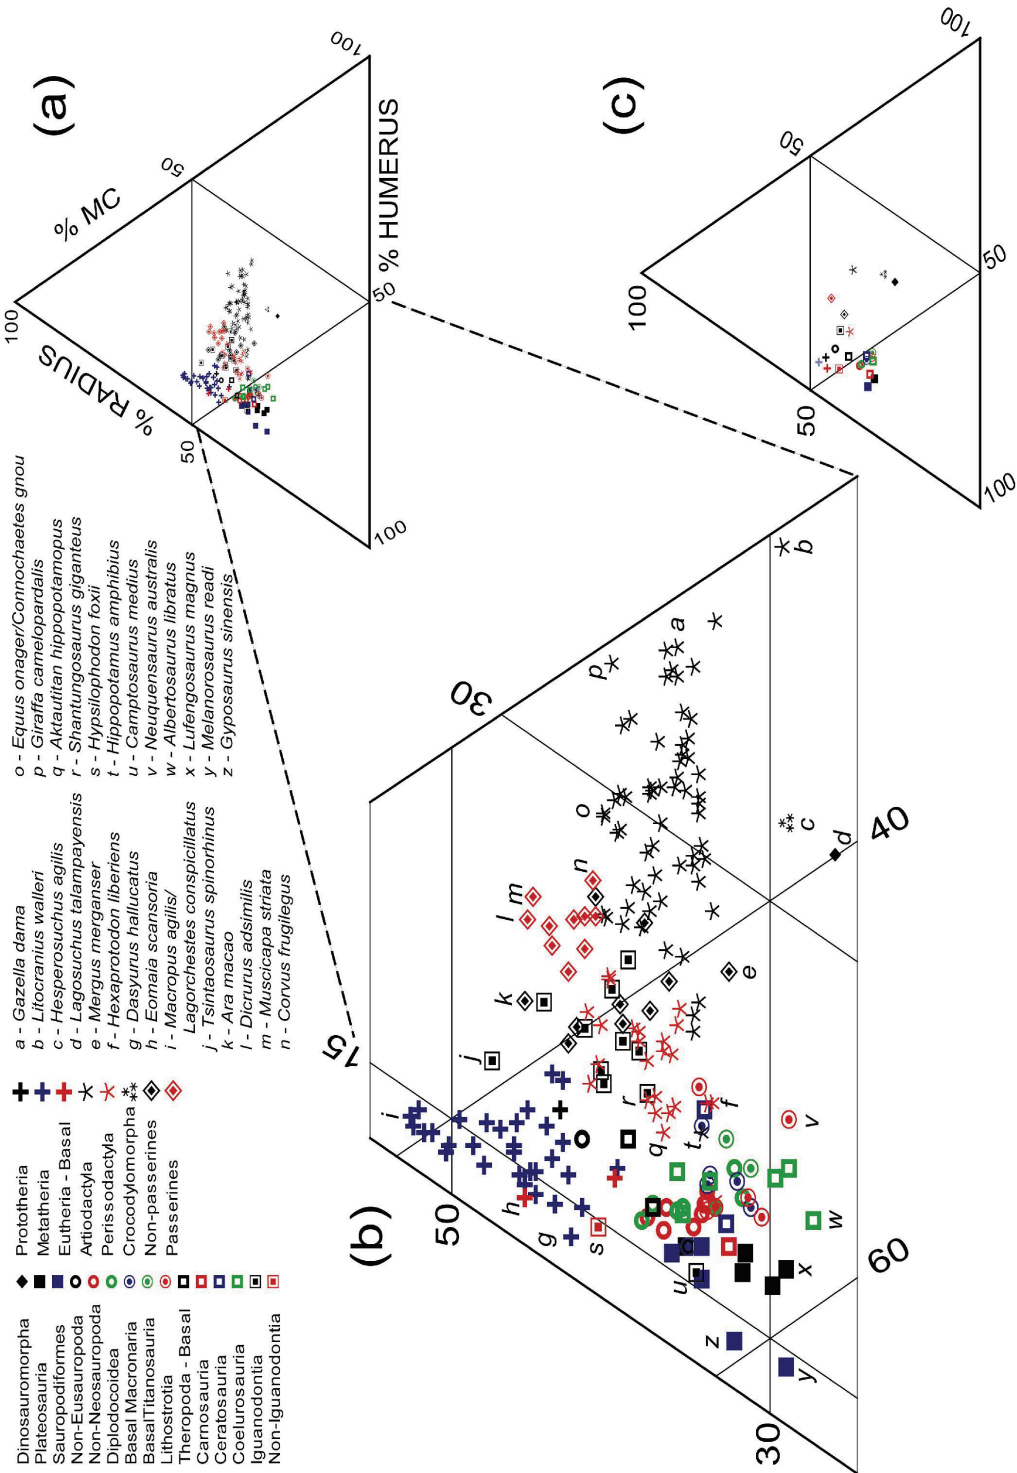 Dinosauromorpha
Plateosauria
Sauropodiformes
Non-Eusauropoda
Non-Neosauropoda
Diplodocoidea
Basal Macronaria
BasalTitanosauria
Lithostrotia
Theropoda - Basal
Carnosauria
Ceratosauria
Coelurosauria
Iguanodontia
Non-Iguanodontia
Prototheria
Metatheria
Eutheria - Basal
Artiodactyla
Perissodactyla
Crocodylomorpha
Non-passerines
Passerines
a - Gazella dama
b - Litocranius walleri
c - Hesperosuchus agilis
d - Lagosuchus talampayensis
e - Mergus merganser
f - Hexaprotodon liberiens
g - Dasyurus hallucatus
h - Eomaia scansoria
i - Macropus agilis/
Lagorchestes conspicillatus
j - Tsintaosaurus spinorhinus
k - Ara macao
l - Dicrurus adsimilis
m - Muscicapa striata
n - Corvus frugilegus
o - Equus onager/Connochaetes gnou
p - Giraffa camelopardalis
q - Aktautitan hippopotamopus
r - Shantungosaurus giganteus
s - Hypsilophodon foxii
t - Hippopotamus amphibius
u - Camptosaurus medius
v - Neuquensaurus australis
w - Albertosaurus libratus
x - Lufengosaurus magnus
y - Melanorosaurus readi
z - Gyposaurus sinensis
(a)
100
% RADIUS
% MC
50
50
100
% HUMERUS
50
100
(b)
15
30
40
50
60
30
a
b
c
d
e
f
g
h
i
j
k
l
m
n
o
p
q
r
s
t
u
v
w
x
y
z
(c)
100
50
50
100
50
100